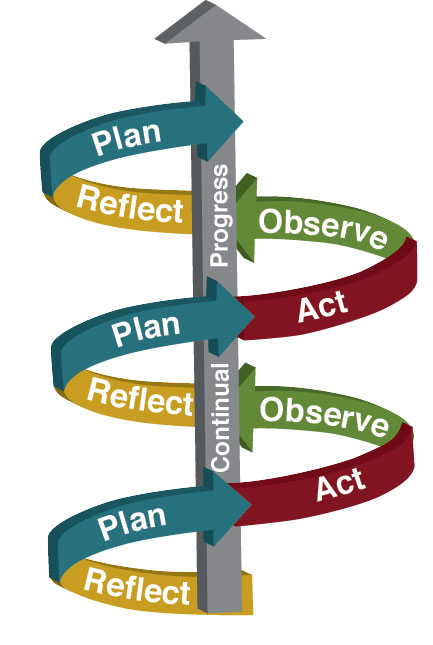 Plan
Reflect
Progress
Observe
Act
Plan
Reflect
Continual
Observe
Act
Plan
Reflect